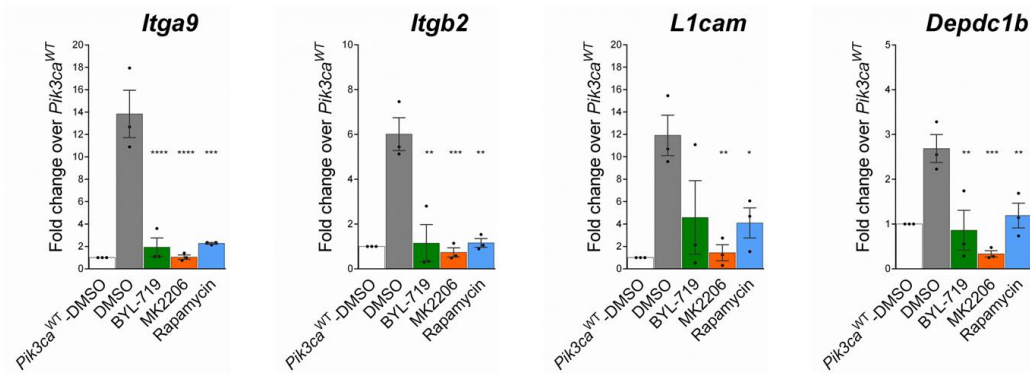 Itga9
Fold change over Pik3caWT
20
18
16
14
12
10
8
6
4
2
0
**** **** ***
Pik3caWT-DMSO
DMSO
BYL-719
MK2206
Rapamycin
Itgb2
Fold change over Pik3caWT
10
8
6
4
2
0
** *** **
Pik3caWT-DMSO
DMSO
BYL-719
MK2206
Rapamycin
L1cam
Fold change over Pik3caWT
20
18
16
14
12
10
8
6
4
2
0
** *
Pik3caWT-DMSO
DMSO
BYL-719
MK2206
Rapamycin
Depdc1b
Fold change over Pik3caWT
5
4
3
2
1
0
** *** **
Pik3caWT-DMSO
DMSO
BYL-719
MK2206
Rapamycin